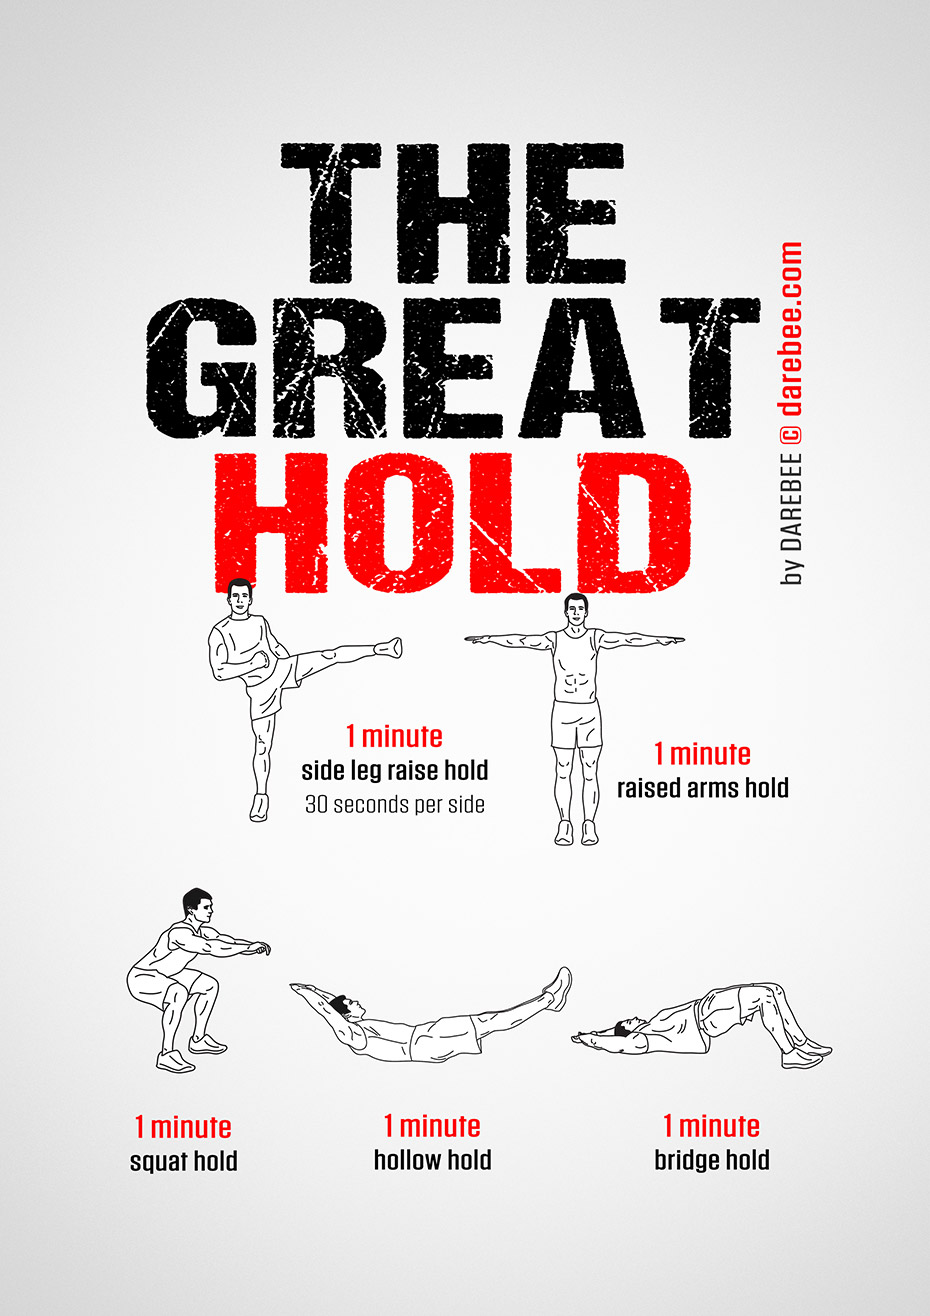 THE
GREAT
HOLD
by DAREBEE © darebee.com
1 minute
side leg raise hold
30 seconds per side
1 minute
raised arms hold
1 minute
squat hold
1 minute
hollow hold
1 minute
bridge hold